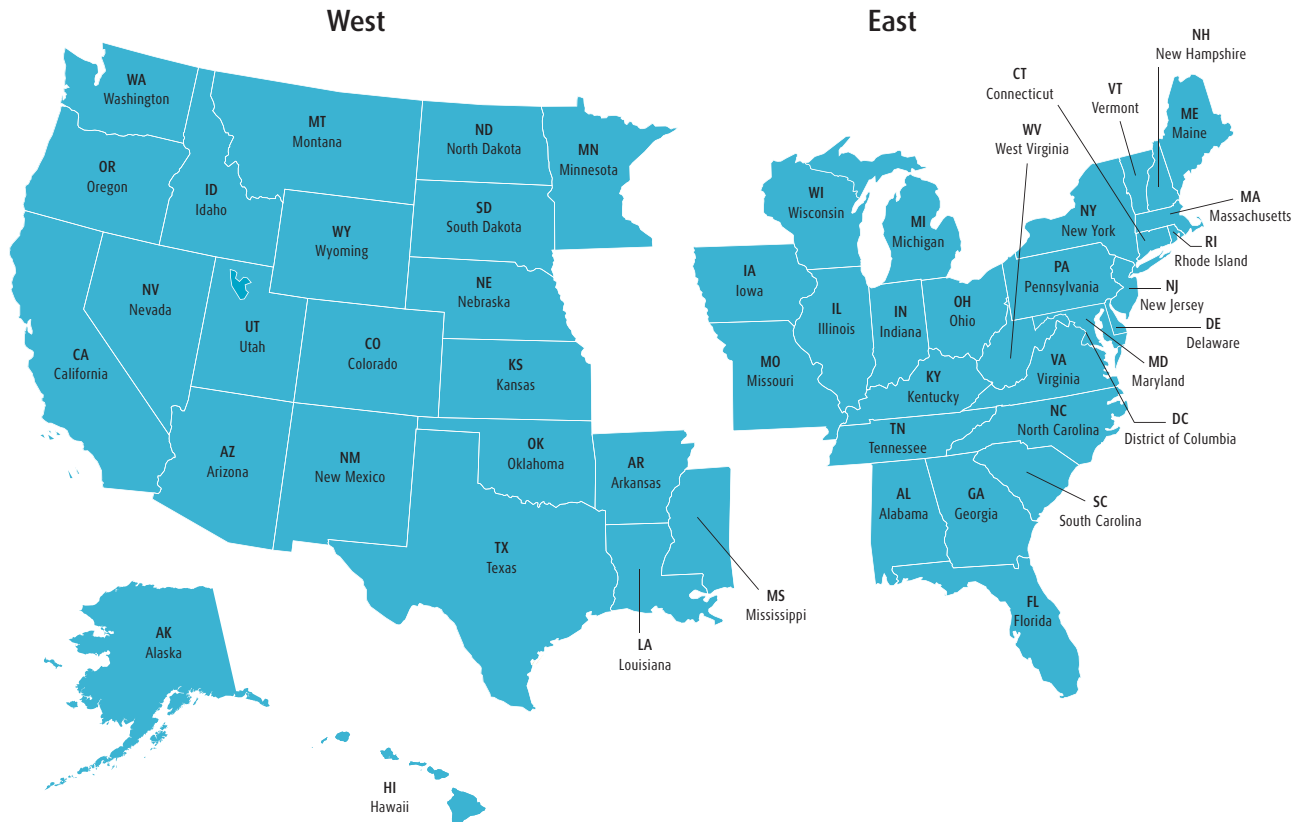 West
East
WA
Washington
OR
Oregon
CA
California
NV
Nevada
ID
Idaho
MT
Montana
WY
Wyoming
UT
Utah
CO
Colorado
AZ
Arizona
NM
New Mexico
ND
North Dakota
SD
South Dakota
NE
Nebraska
KS
Kansas
OK
Oklahoma
TX
Texas
MN
Minnesota
AR
Arkansas
LA
Louisiana
MS
Mississippi
AK
Alaska
HI
Hawaii
NH
New Hampshire
CT
Connecticut
VT
Vermont
WV
West Virginia
ME
Maine
WI
Wisconsin
MI
Michigan
NY
New York
MA
Massachusetts
RI
Rhode Island
IA
Iowa
IL
Illinois
IN
Indiana
OH
Ohio
PA
Pennsylvania
NJ
New Jersey
DE
Delaware
MD
Maryland
DC
District of Columbia
MO
Missouri
KY
Kentucky
VA
Virginia
TN
Tennessee
NC
North Carolina
SC
South Carolina
AL
Alabama
GA
Georgia
FL
Florida